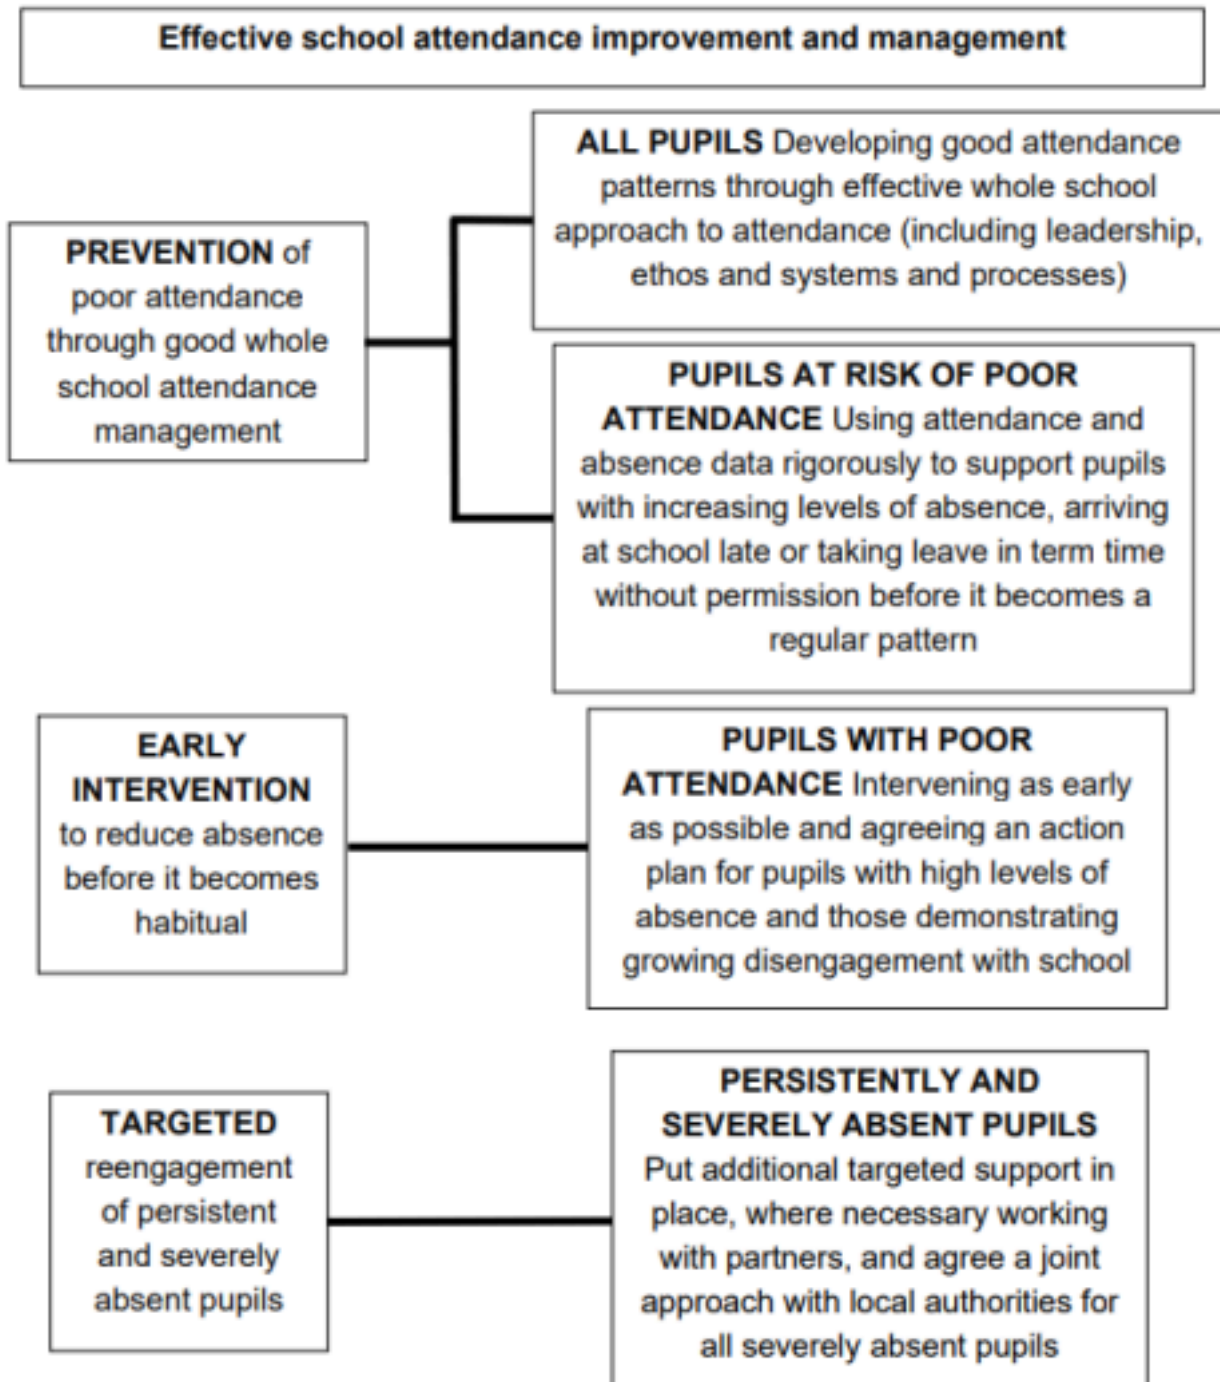 Effective school attendance improvement and management
ALL PUPILS Developing good attendance
patterns through effective whole school
approach to attendance (including leadership,
ethos and systems and processes)
PREVENTION of
poor attendance
through good whole
school attendance
management
PUPILS AT RISK OF POOR
ATTENDANCE Using attendance and
absence data rigorously to support pupils
with increasing levels of absence, arriving
at school late or taking leave in term time
without permission before it becomes a
regular pattern
EARLY
INTERVENTION
to reduce absence
before it becomes
habitual
PUPILS WITH POOR
ATTENDANCE Intervening as early
as possible and agreeing an action
plan for pupils with high levels of
absence and those demonstrating
growing disengagement with school
TARGETED
reengagement
of persistent
and severely
absent pupils
PERSISTENTLY AND
SEVERELY ABSENT PUPILS
Put additional targeted support in
place, where necessary working
with partners, and agree a joint
approach with local authorities for
all severely absent pupils